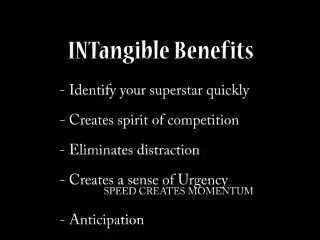 INTangible Benefits
- Identify your superstar quickly
- Creates spirit of competition
- Eliminates distraction
- Creates a sense of Urgency
SPEED CREATES MOMENTUM
- Anticipation